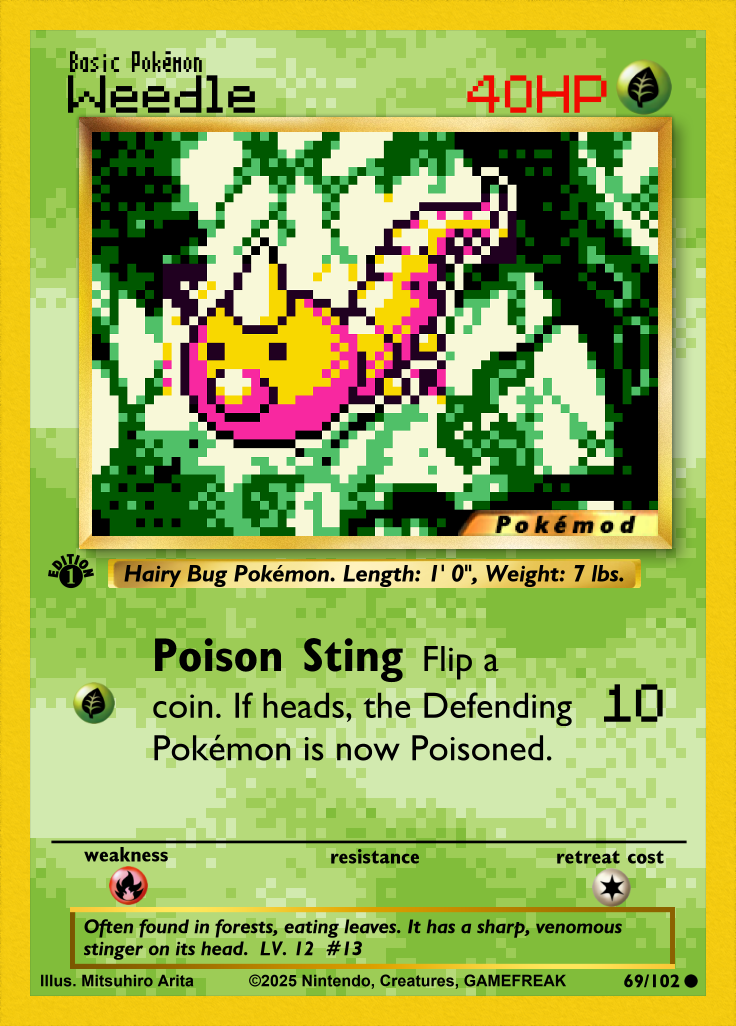 Basic Pokémon
Weedle 40HP
Pokémod
EDITION
1
Hairy Bug Pokémon. Length: 1' 0", Weight: 7 lbs.
Poison Sting Flip a
coin. If heads, the Defending 10
Pokémon is now Poisoned.
weakness resistance retreat cost
Often found in forests, eating leaves. It has a sharp, venomous
stinger on its head. LV. 12 #13
Illus. Mitsuhiro Arita ©2025 Nintendo, Creatures, GAMEFREAK 69/102